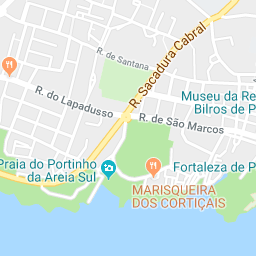 R. de Santana
R. Sacadura Cabral
R. do Lapadusso
Museu da Re
Bilros de P
R. de São Marcos
Praia do Portinho
da Areia Sul
Fortaleza de P
MARISQUEIRA
DOS CORTIÇAIS